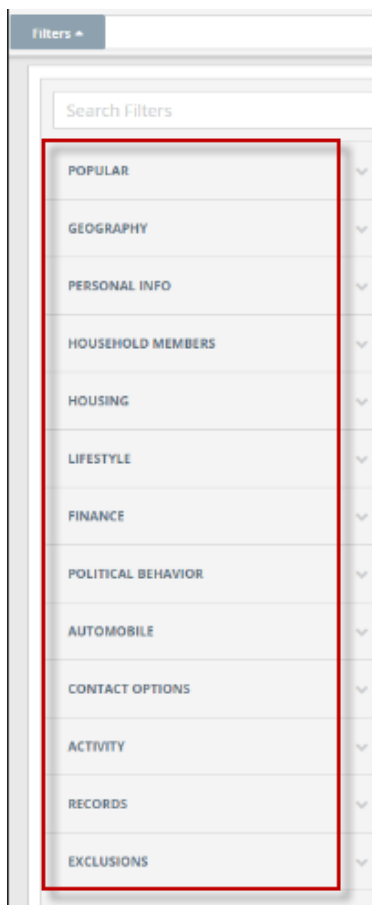 Filters
Search Filters
POPULAR
GEOGRAPHY
PERSONAL INFO
HOUSEHOLD MEMBERS
HOUSING
LIFESTYLE
FINANCE
POLITICAL BEHAVIOR
AUTOMOBILE
CONTACT OPTIONS
ACTIVITY
RECORDS
EXCLUSIONS